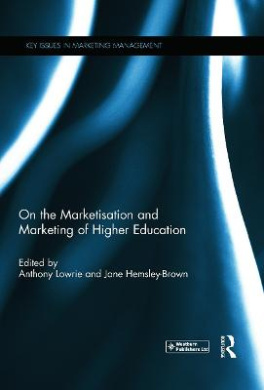 KEY ISSUES IN MARKETING MANAGEMENT
On the Marketisation and
Marketing of Higher Education
Edited by
Anthony Lowrie and Jane Hemsley-Brown
Westburn
Publishers Ltd